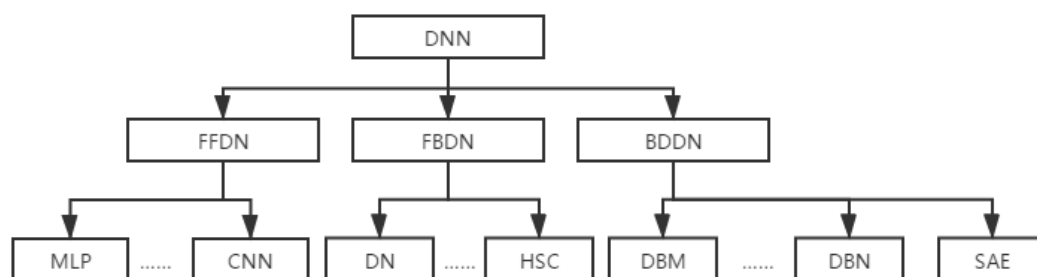 DNN
FFDN FBDN BDDN
MLP ...... CNN DN ...... HSC DBM ...... DBN SAE